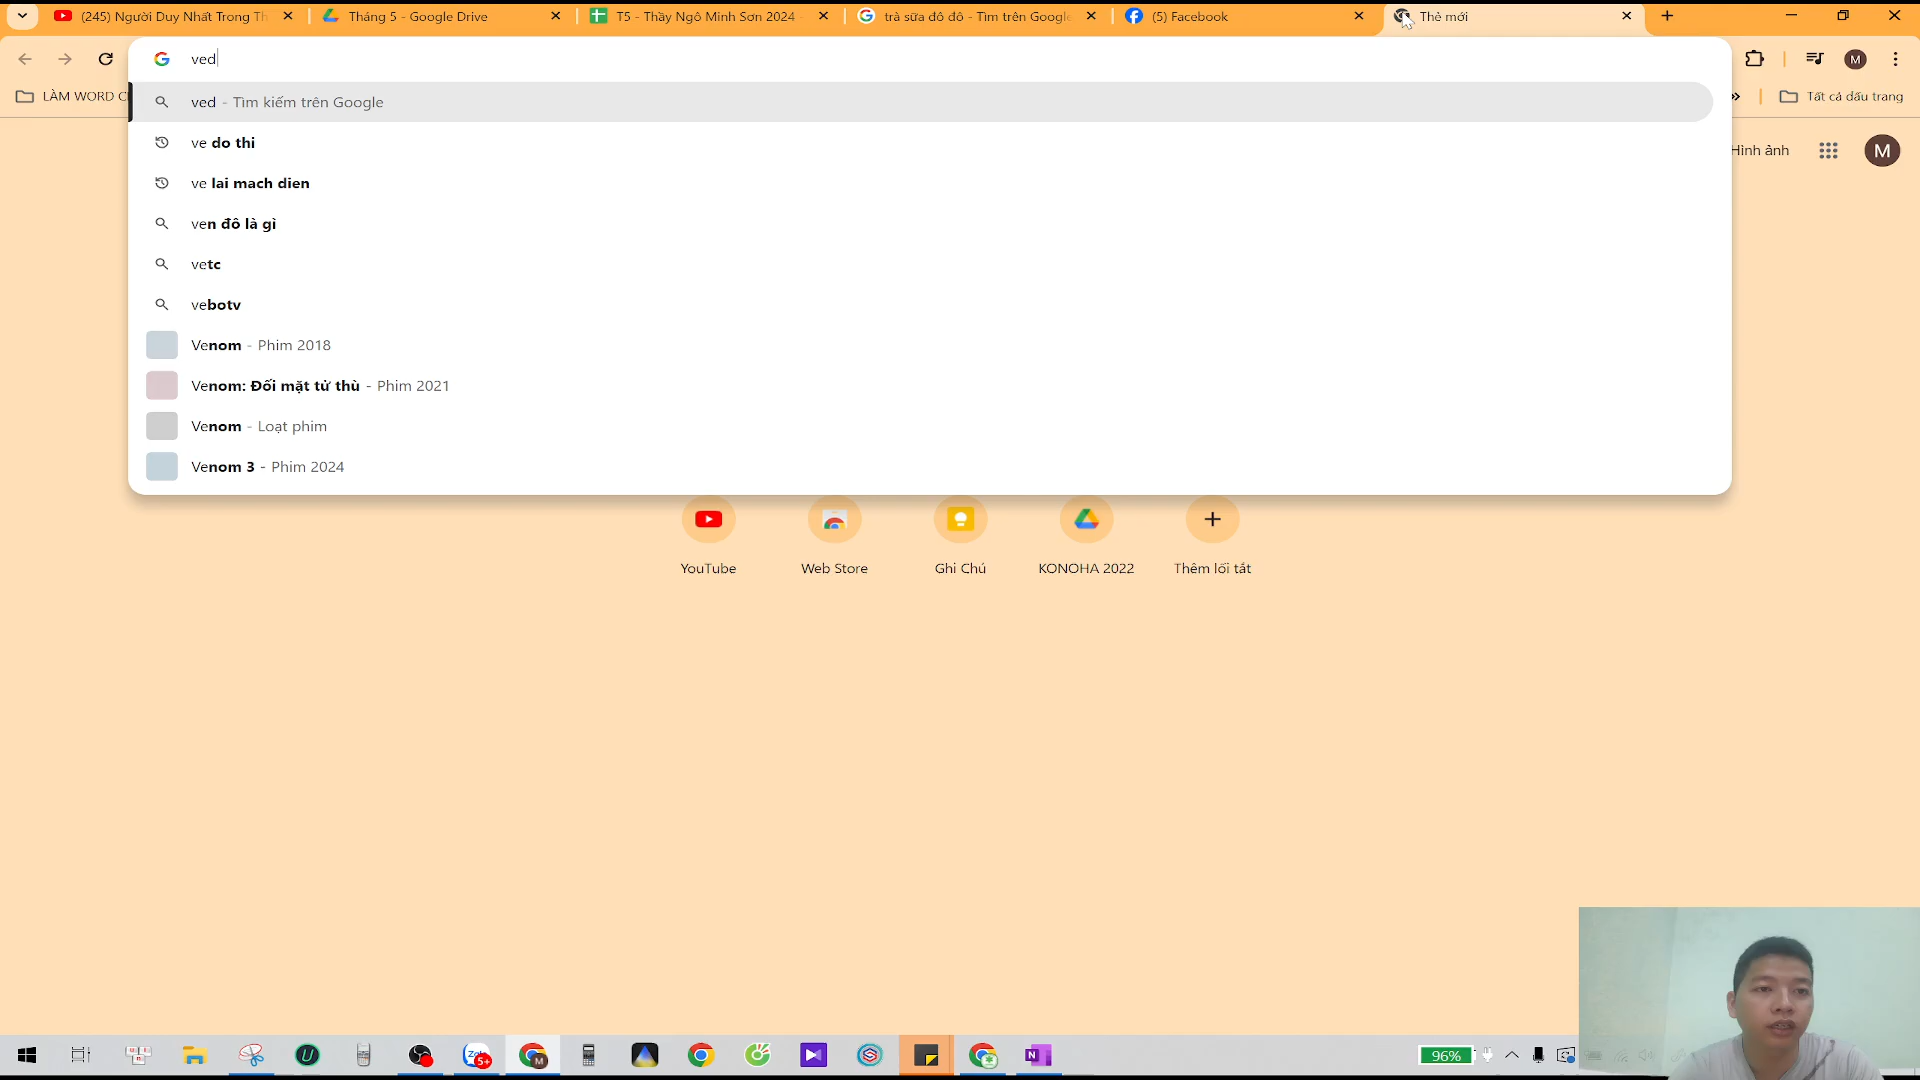 (245) Người Duy Nhất Trong Th
Tháng 5 - Google Drive
T5 - Thầy Ngô Minh Sơn 2024 -
trà sữa đô đô - Tìm trên Google
(5) Facebook
Thẻ mới
ved
M
LÀM WORD C
Tất cả dấu trang
ved - Tìm kiếm trên Google
ve do thi
Hình ảnh
M
ve lai mach dien
ven đô là gì
vetc
vebotv
Venom - Phim 2018
Venom: Đối mặt tử thù - Phim 2021
Venom - Loạt phim
Venom 3 - Phim 2024
YouTube
Web Store
Ghi Chú
KONOHA 2022
Thêm lối tắt
96%